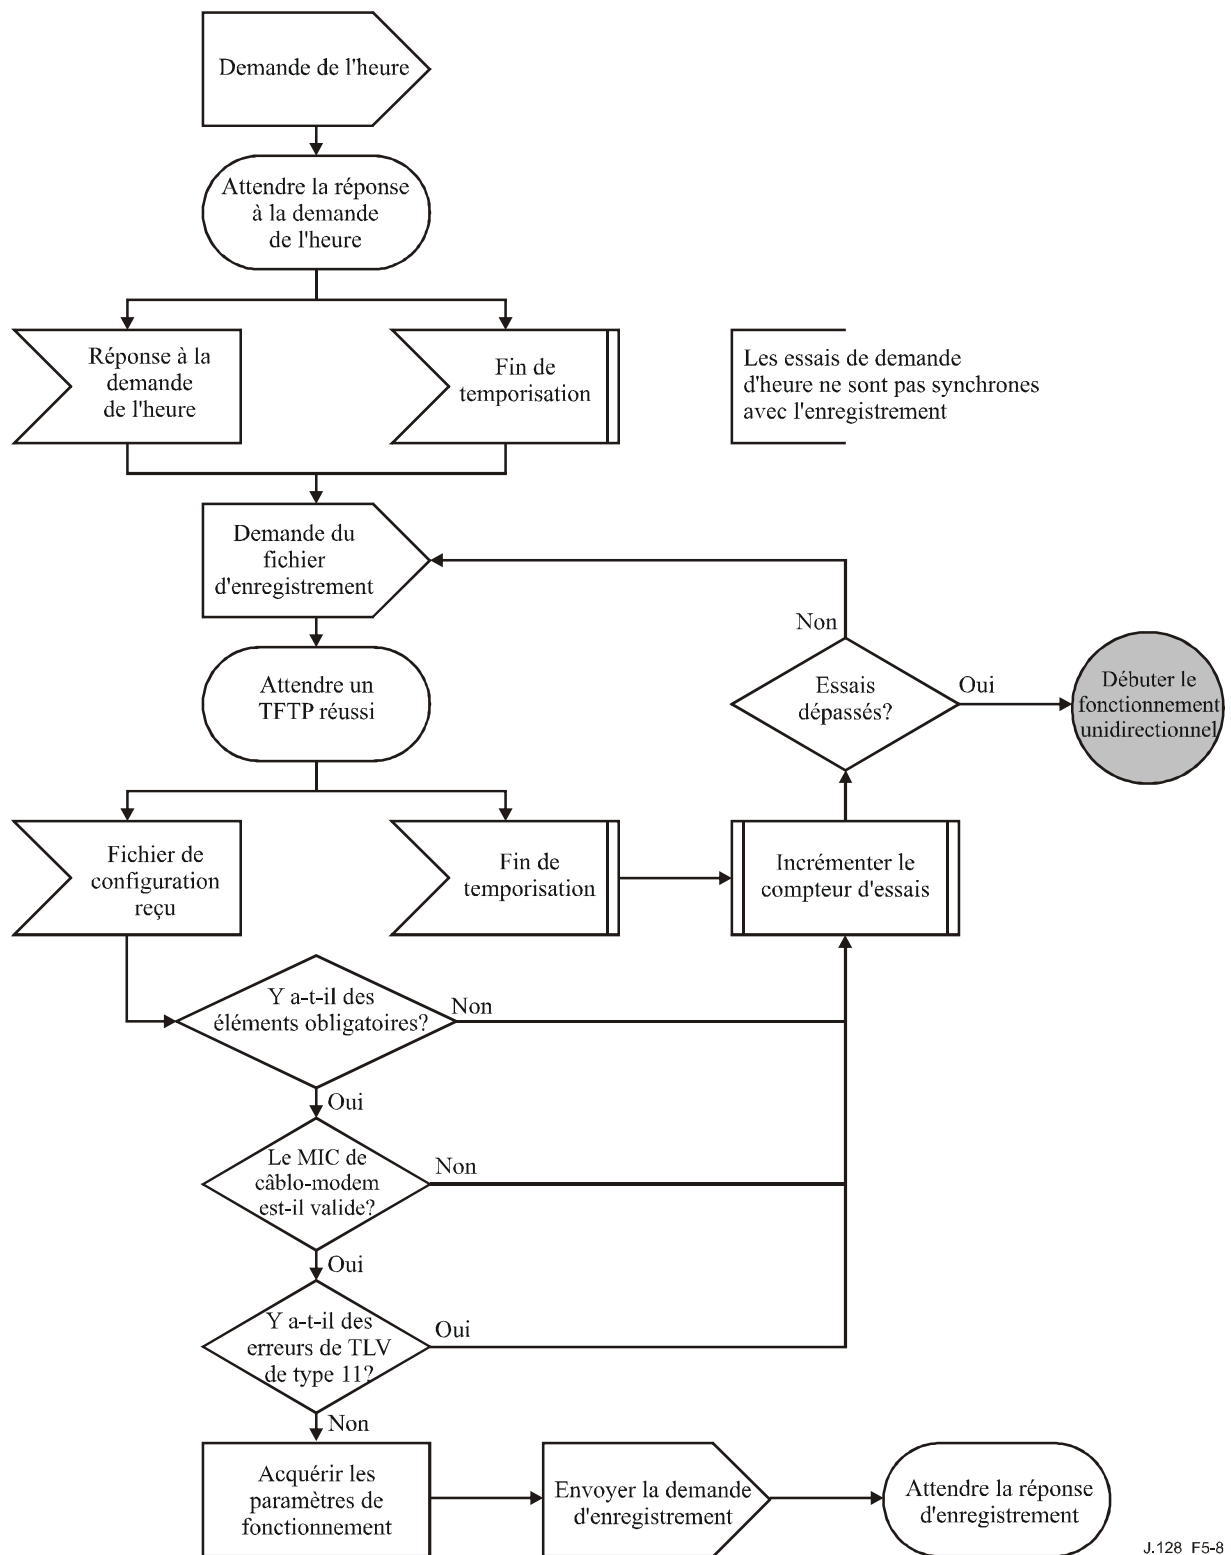 Demande de l'heure
Attendre la réponse
à la demande
de l'heure
Réponse à la
demande
de l'heure
Fin de
temporisation
Les essais de demande
d'heure ne sont pas synchrones
avec l'enregistrement
Demande du
fichier
d'enregistrement
Non
Attendre un
TFTP réussi
Essais
dépassés?
Oui
Débuter le
fonctionnement
unidirectionnel
Fichier de
configuration
reçu
Fin de
temporisation
Incrémenter le
compteur d'essais
Y a-t-il des
éléments obligatoires?
Non
Oui
Le MIC de
câblo-modem
est-il valide?
Non
Oui
Y a-t-il des
erreurs de TLV
de type 11?
Oui
Non
Acquérir les
paramètres de
fonctionnement
Envoyer la demande
d'enregistrement
Attendre la réponse
d'enregistrement
J.128_F5-8